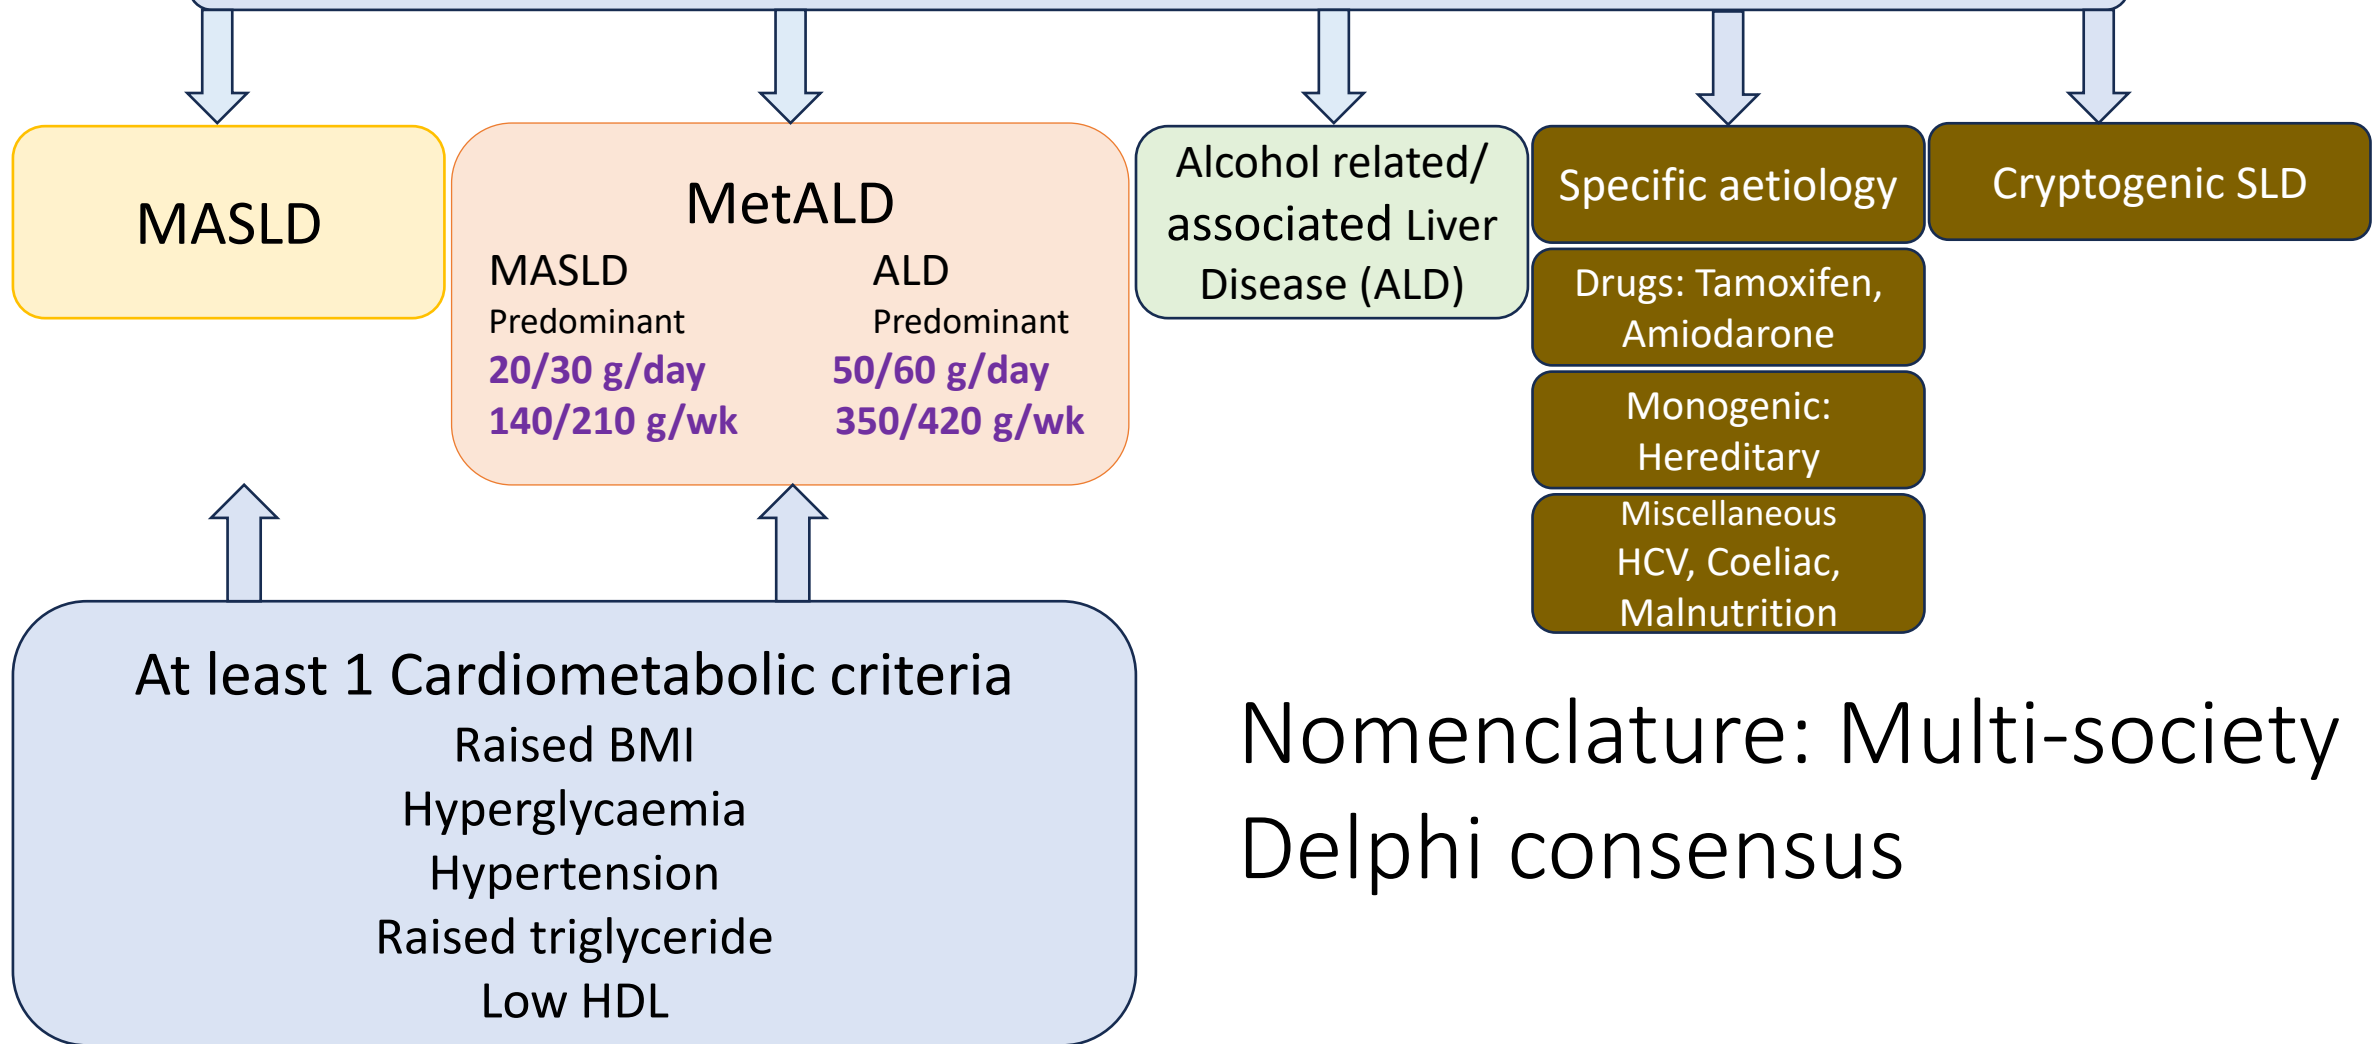 MASLD
MetALD
MASLD ALD
Predominant Predominant
20/30 g/day 50/60 g/day
140/210 g/wk 350/420 g/wk
Alcohol related/
associated Liver
Disease (ALD)
Specific aetiology
Drugs: Tamoxifen,
Amiodarone
Monogenic:
Hereditary
Miscellaneous
HCV, Coeliac,
Malnutrition
Cryptogenic SLD
At least 1 Cardiometabolic criteria
Raised BMI
Hyperglycaemia
Hypertension
Raised triglyceride
Low HDL
Nomenclature: Multi-society
Delphi consensus